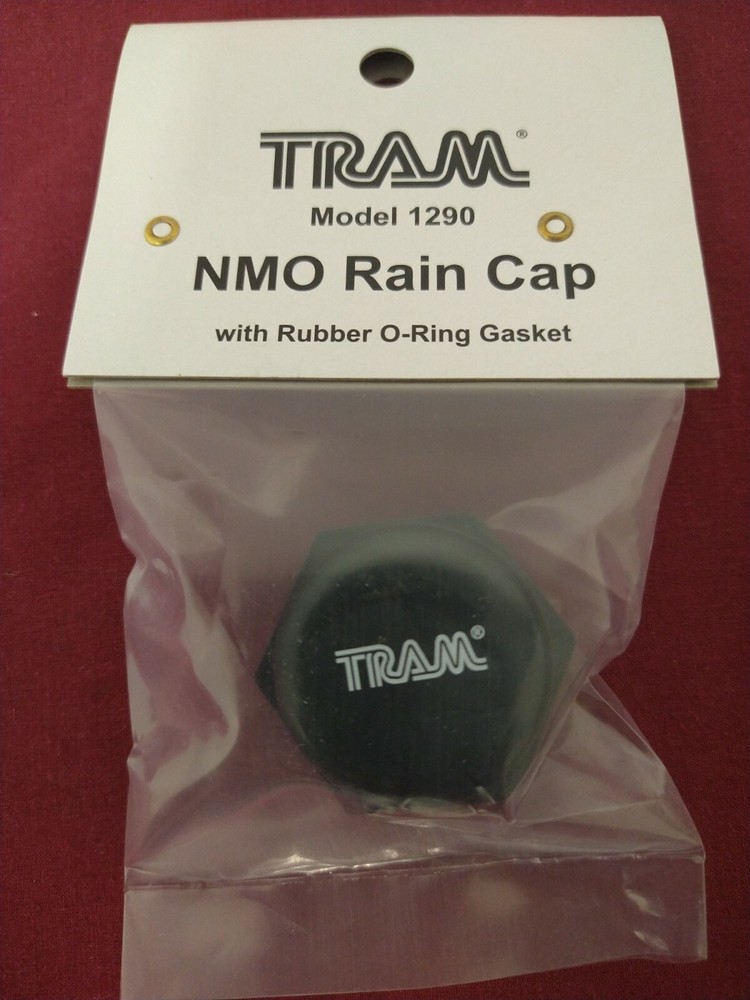 TRAM®
Model 1290
NMO Rain Cap
with Rubber O-Ring Gasket
TRAM®